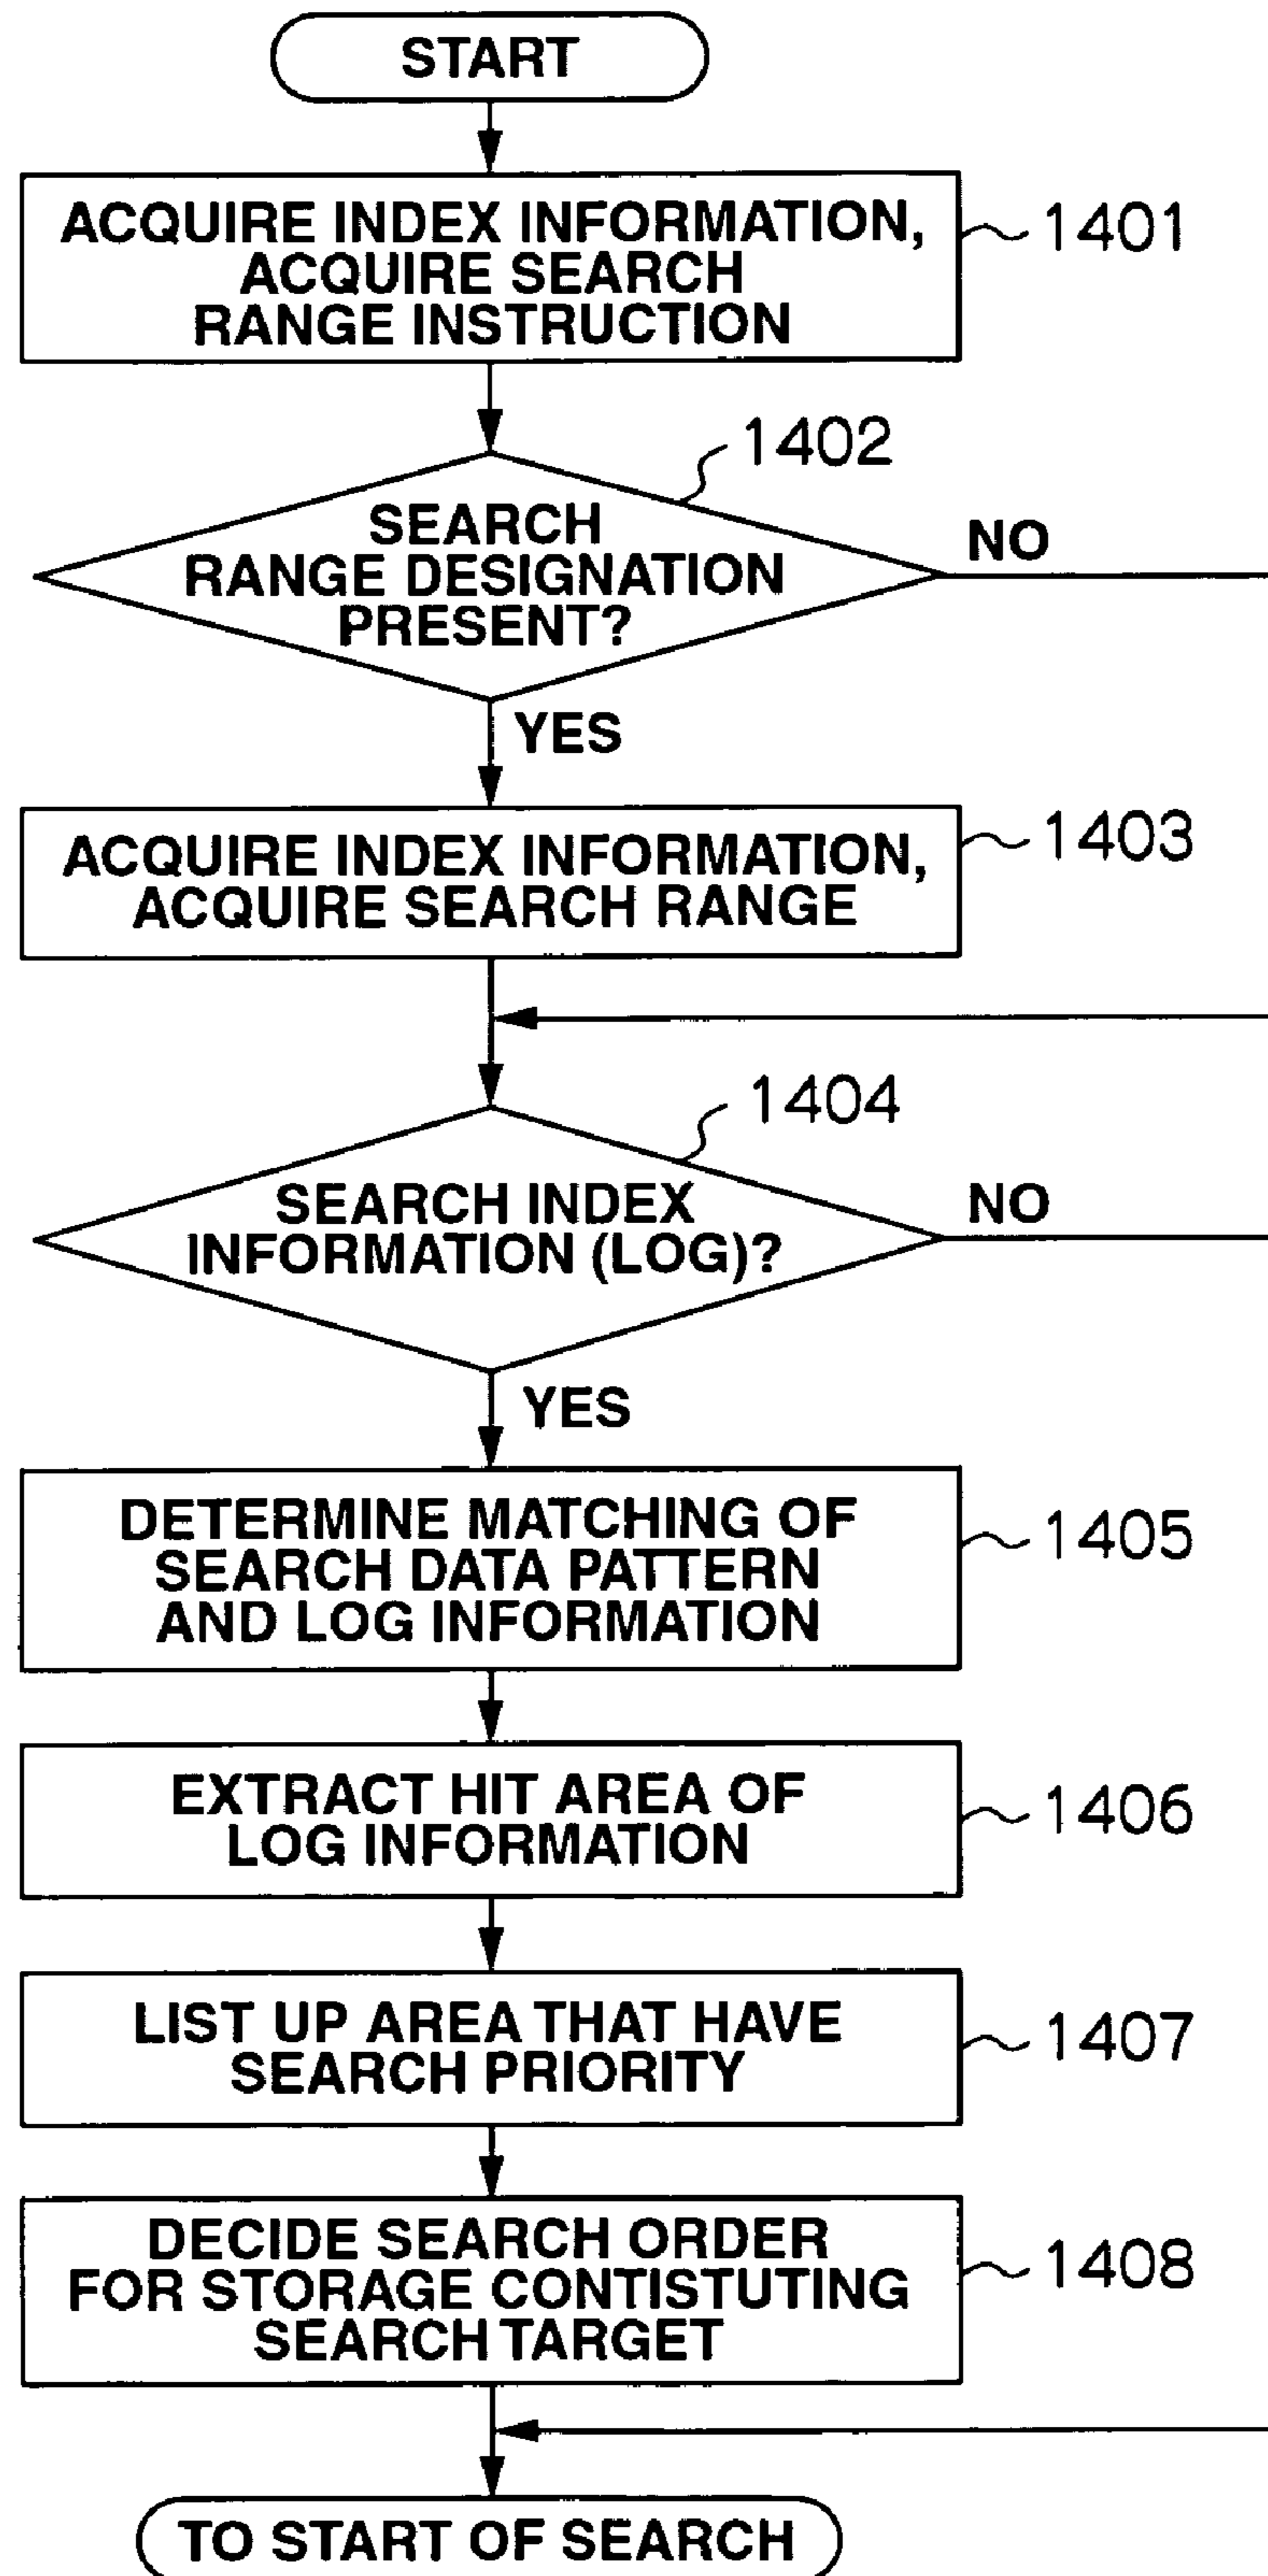 START
ACQUIRE INDEX INFORMATION,
ACQUIRE SEARCH
RANGE INSTRUCTION
1401
1402
SEARCH
RANGE DESIGNATION
PRESENT?
NO
YES
ACQUIRE INDEX INFORMATION,
ACQUIRE SEARCH RANGE
1403
1404
SEARCH INDEX
INFORMATION (LOG)?
NO
YES
DETERMINE MATCHING OF
SEARCH DATA PATTERN
AND LOG INFORMATION
1405
EXTRACT HIT AREA OF
LOG INFORMATION
1406
LIST UP AREA THAT HAVE
SEARCH PRIORITY
1407
DECIDE SEARCH ORDER
FOR STORAGE CONTISTUTING
SEARCH TARGET
1408
TO START OF SEARCH